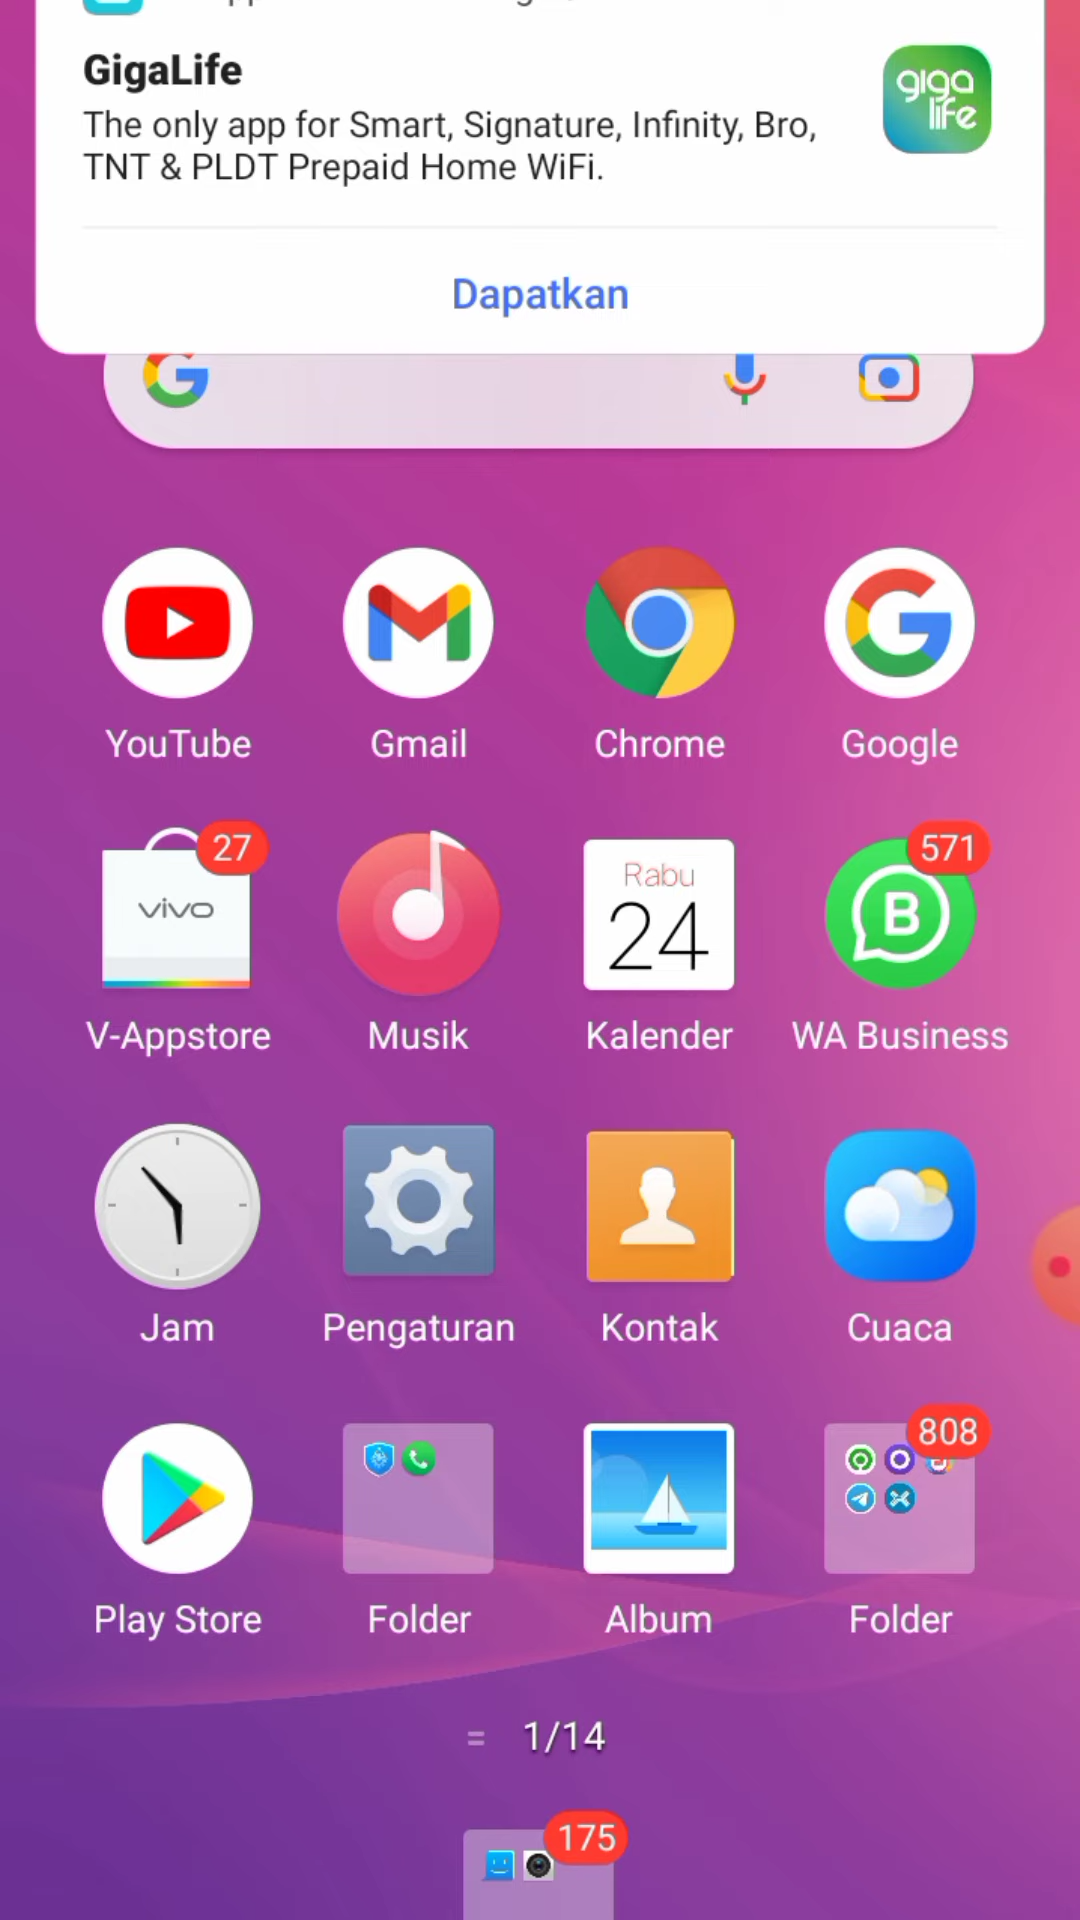 GigaLife
giga
life
The only app for Smart, Signature, Infinity, Bro,
TNT & PLDT Prepaid Home WiFi.
Dapatkan
YouTube
Gmail
Chrome
Google
27
vivo
Rabu
24
571
B
V-Appstore
Musik
Kalender
WA Business
Jam
Pengaturan
Kontak
Cuaca
808
Play Store
Folder
Album
Folder
1/14
175